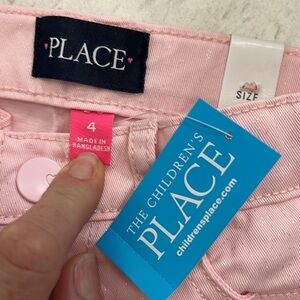 PLACE
SIZE
4
MADE IN
BANGLADESH
THE CHILDREN'S
PLACE
childrensplace.com